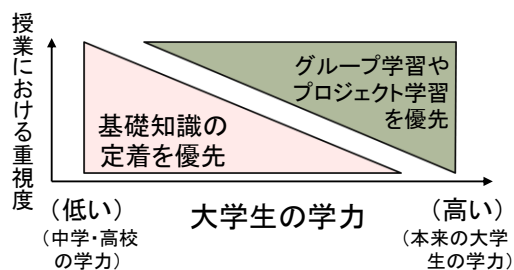 授業における重視度
グループ学習や
プロジェクト学習
を優先
基礎知識の
定着を優先
（低い）
（中学・高校
の学力）
大学生の学力
（高い）
（本来の大学
生の学力）